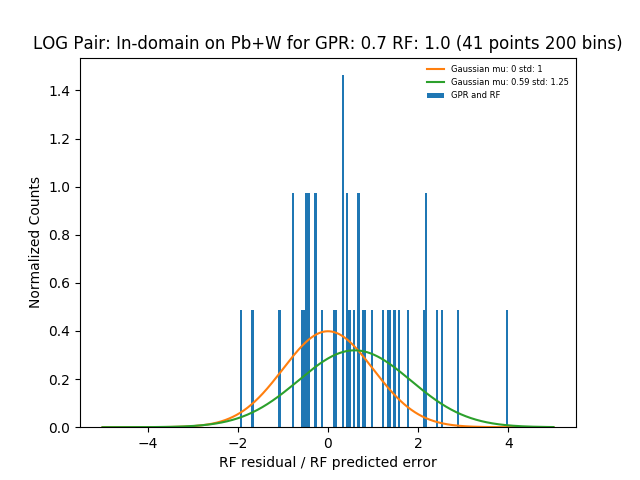 LOG Pair: In-domain on Pb+W for GPR: 0.7 RF: 1.0 (41 points 200 bins)
Gaussian mu: 0 std: 1
Gaussian mu: 0.59 std: 1.25
GPR and RF
Normalized Counts
1.4
1.2
1.0
0.8
0.6
0.4
0.2
0.0
−4
−2
0
2
4
RF residual / RF predicted error